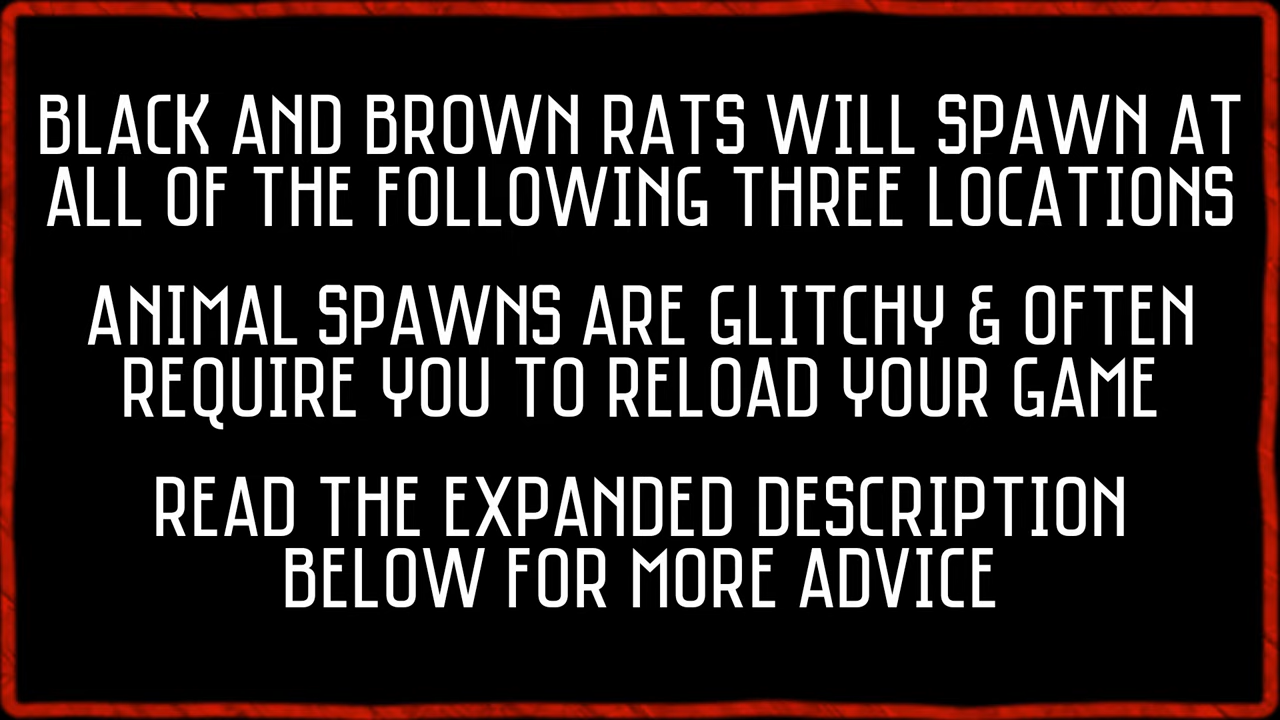 BLACK AND BROWN RATS WILL SPAWN AT
ALL OF THE FOLLOWING THREE LOCATIONS
ANIMAL SPAWNS ARE GLITCHY & OFTEN
REQUIRE YOU TO RELOAD YOUR GAME
READ THE EXPANDED DESCRIPTION
BELOW FOR MORE ADVICE